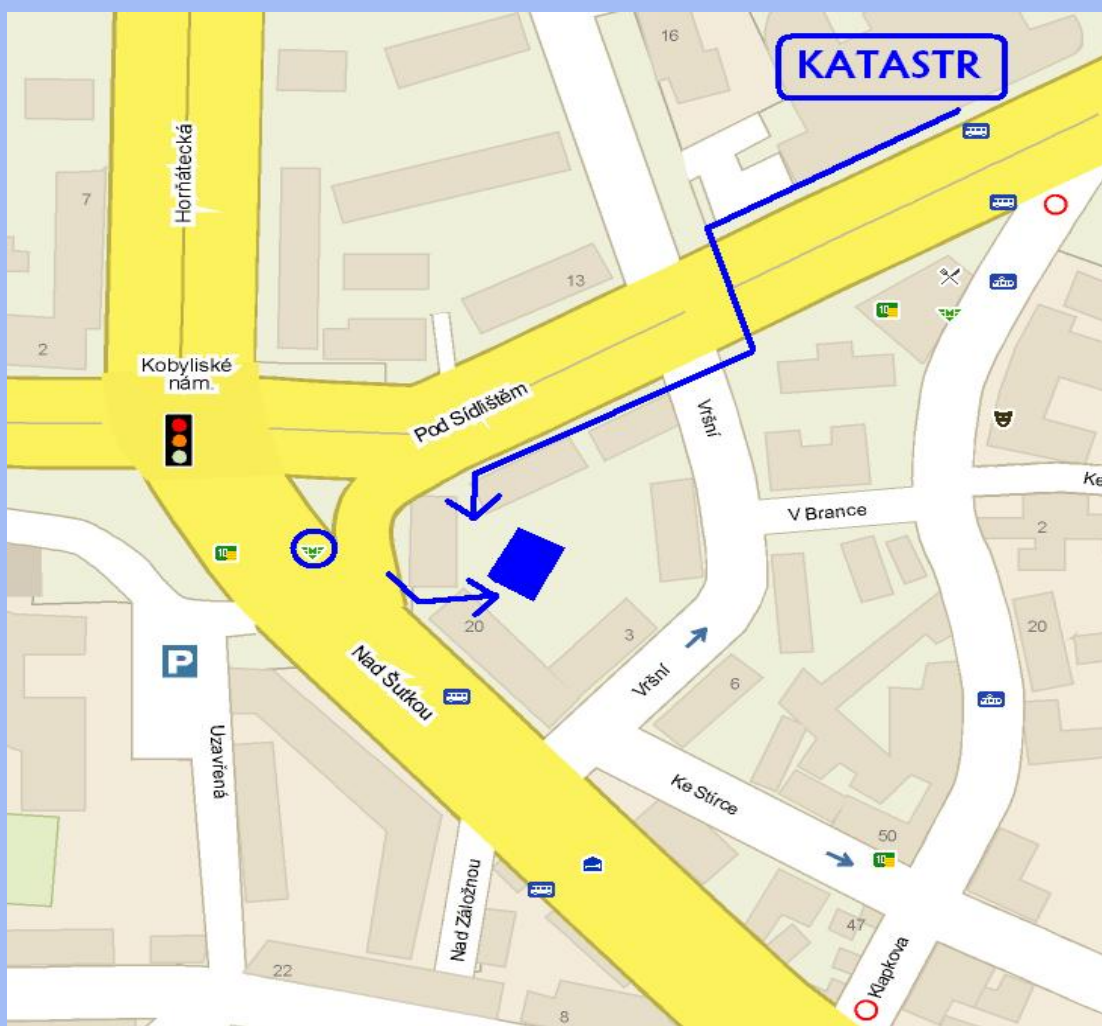 16
KATASTR
Horňátecká
7
13
2
Kobyliské
nám.
Pod Sídlištěm
Vršní
V Brance
Ke
2
20
3
Vršní
6
20
Nad Šutkou
P
Uzavřená
Ke Stírce
50
47
Nad Záložnou
Klapkova
22
8
10
10
10